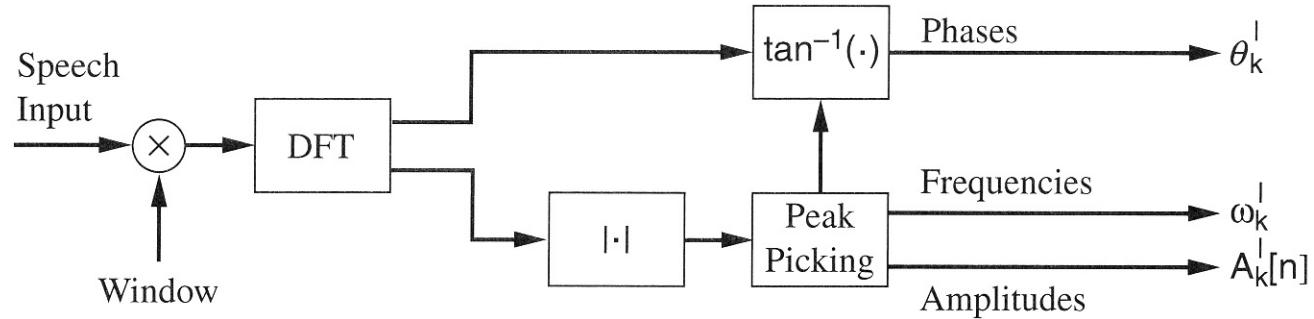 Speech
Input
×
Window
DFT
tan⁻¹(·)
Phases
θₖˡ
|·|
Peak
Picking
Frequencies
ωₖˡ
Amplitudes
Aₖˡ[n]